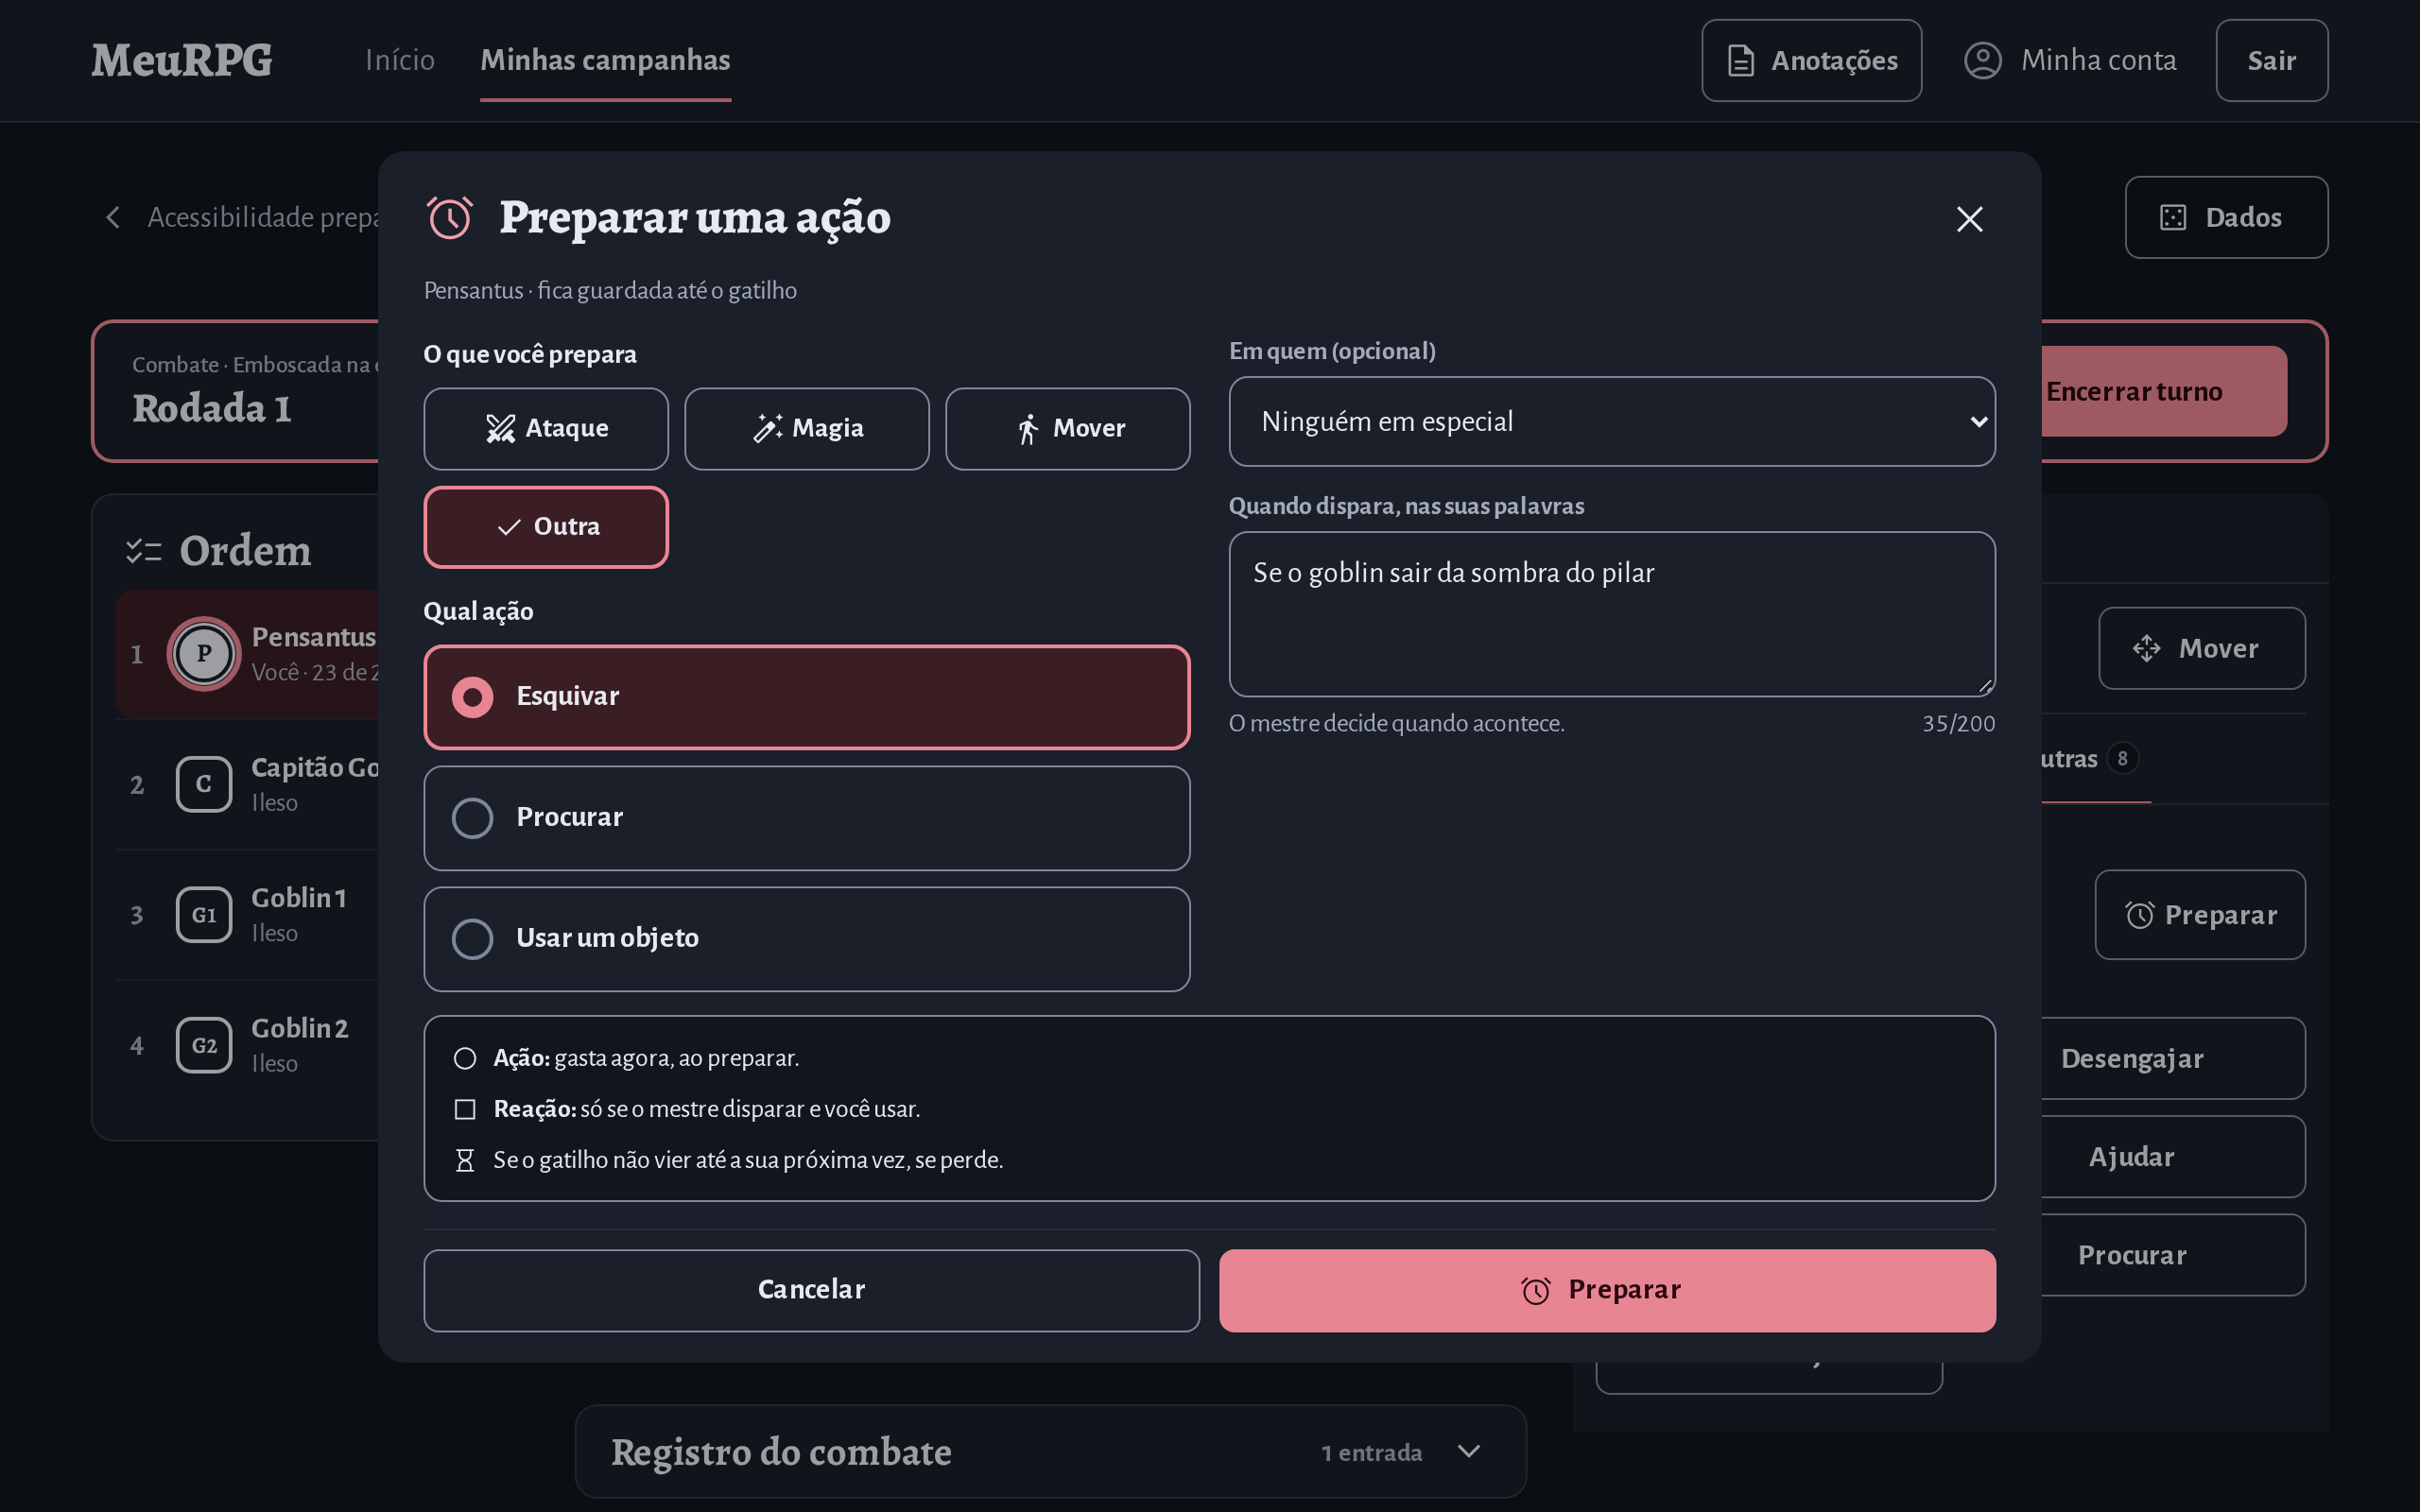 MeuRPG
Início
Minhas campanhas
Anotações
Minha conta
Sair
Acessibilidade
Dados
Combate · Emboscada na
Rodada 1
Encerrar turno
Ordem
1
P
Pensantus
Você · 23 de
2
C
Capitão
Ileso
3
G1
Goblin 1
Ileso
4
G2
Goblin 2
Ileso
Preparar uma ação
Pensantus · fica guardada até o gatilho
O que você prepara
Ataque
Magia
Mover
Outra
Qual ação
Esquivar
Procurar
Usar um objeto
Em quem (opcional)
Ninguém em especial
Quando dispara, nas suas palavras
Se o goblin sair da sombra do pilar
O mestre decide quando acontece.
35/200
Ação: gasta agora, ao preparar.
Reação: só se o mestre disparar e você usar.
Se o gatilho não vier até a sua próxima vez, se perde.
Cancelar
Preparar
Mover
8
Preparar
Desengajar
Ajudar
Procurar
Registro do combate
1 entrada